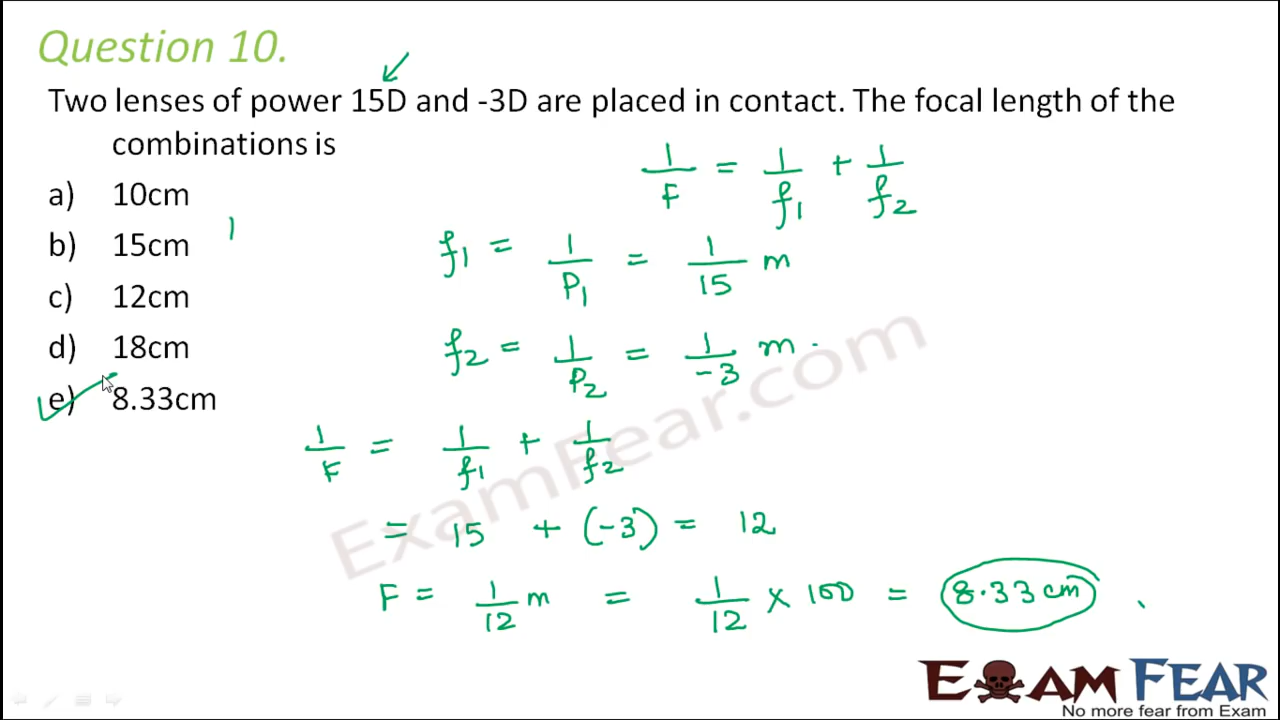 Question 10.
Two lenses of power 15D and -3D are placed in contact. The focal length of the
combinations is
a) 10cm
b) 15cm
c) 12cm
d) 18cm
e) 8.33cm
1/F = 1/f1 + 1/f2
f1 = 1/P1 = 1/15 m
f2 = 1/P2 = 1/-3 m.
1/F = 1/f1 + 1/f2
= 15 + (-3) = 12
F = 1/12 m = 1/12 × 100 = 8.33 cm
ExamFear.com
EXAM FEAR
No more fear from Exam